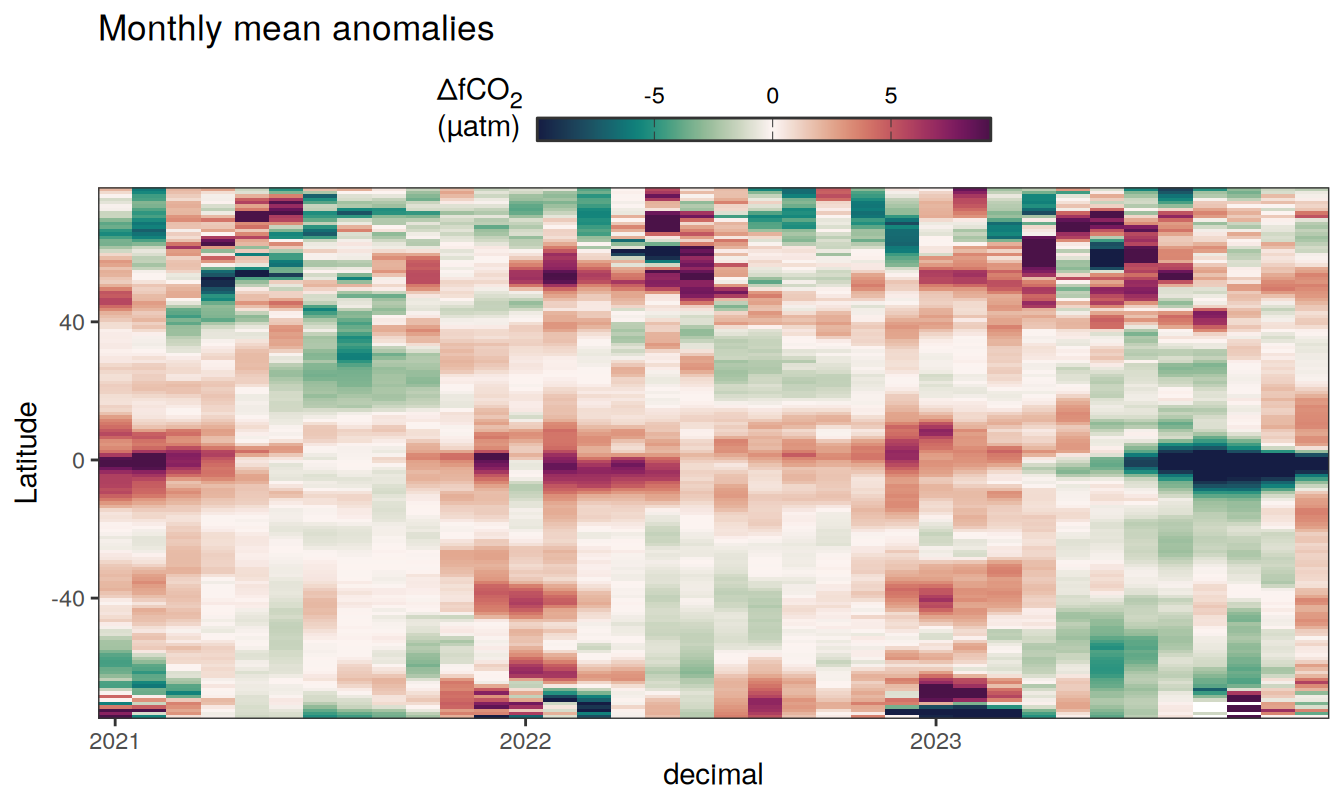 Monthly mean anomalies
ΔfCO₂
(µatm)
-5 0 5
Latitude
40
0
-40
2021 2022 2023
decimal